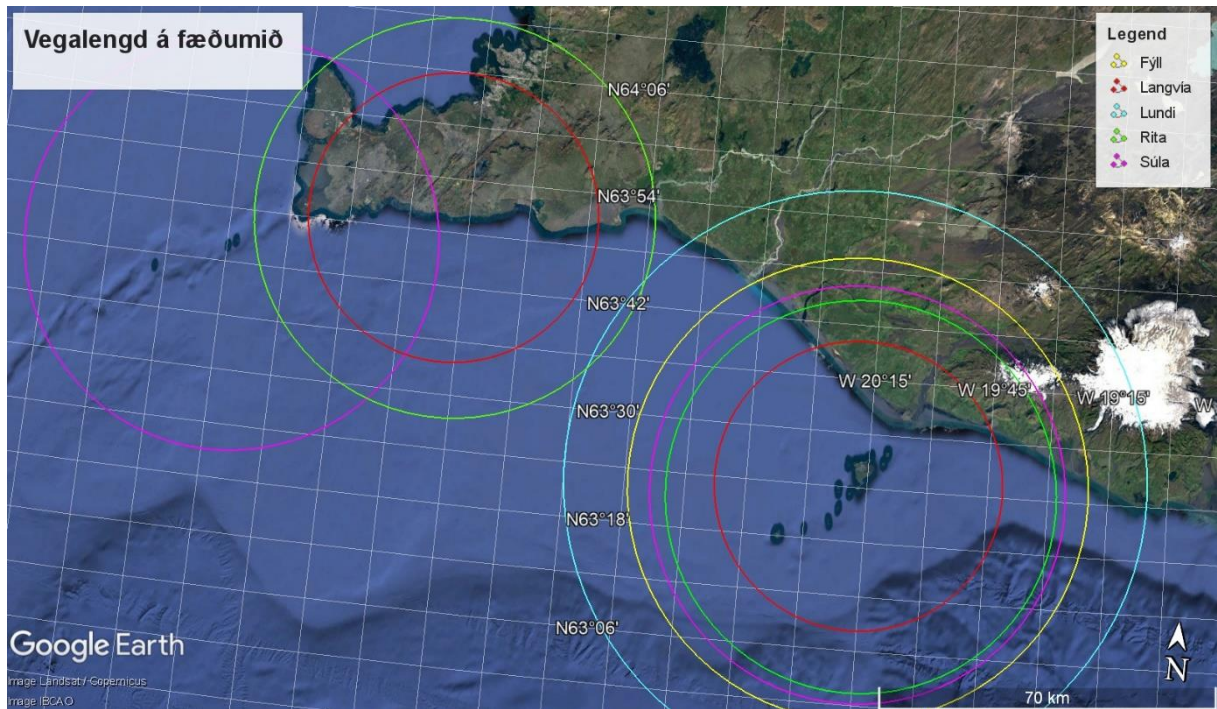 Vegalengd á fæðumið
Legend
Fýll
Langvía
Lundi
Rita
Súla
N64°06'
N63°54'
N63°42'
W 20°15'
W 19°45'
W 19°15'
W
N63°30'
N63°18'
N63°06'
Google Earth
Image Landsat / Copernicus
Image IBCAO
70 km
N